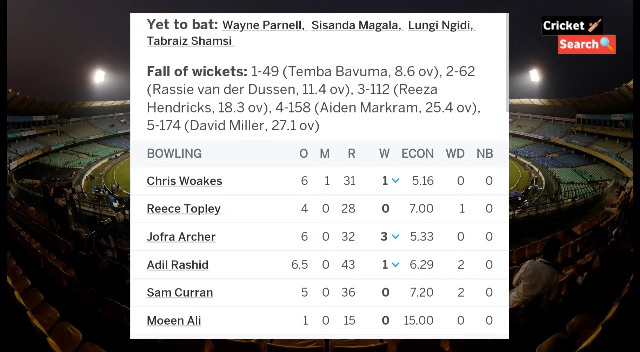 Yet to bat: Wayne Parnell, Sisanda Magala, Lungi Ngidi,
Tabraiz Shamsi
Cricket
Search
Fall of wickets: 1-49 (Temba Bavuma, 8.6 ov), 2-62
(Rassie van der Dussen, 11.4 ov), 3-112 (Reeza
Hendricks, 18.3 ov), 4-158 (Aiden Markram, 25.4 ov),
5-174 (David Miller, 27.1 ov)
BOWLING O M R W ECON WD NB
Chris Woakes 6 1 31 1 5.16 0 0
Reece Topley 4 0 28 0 7.00 1 0
Jofra Archer 6 0 32 3 5.33 0 0
Adil Rashid 6.5 0 43 1 6.29 2 0
Sam Curran 5 0 36 0 7.20 2 0
Moeen Ali 1 0 15 0 15.00 0 0